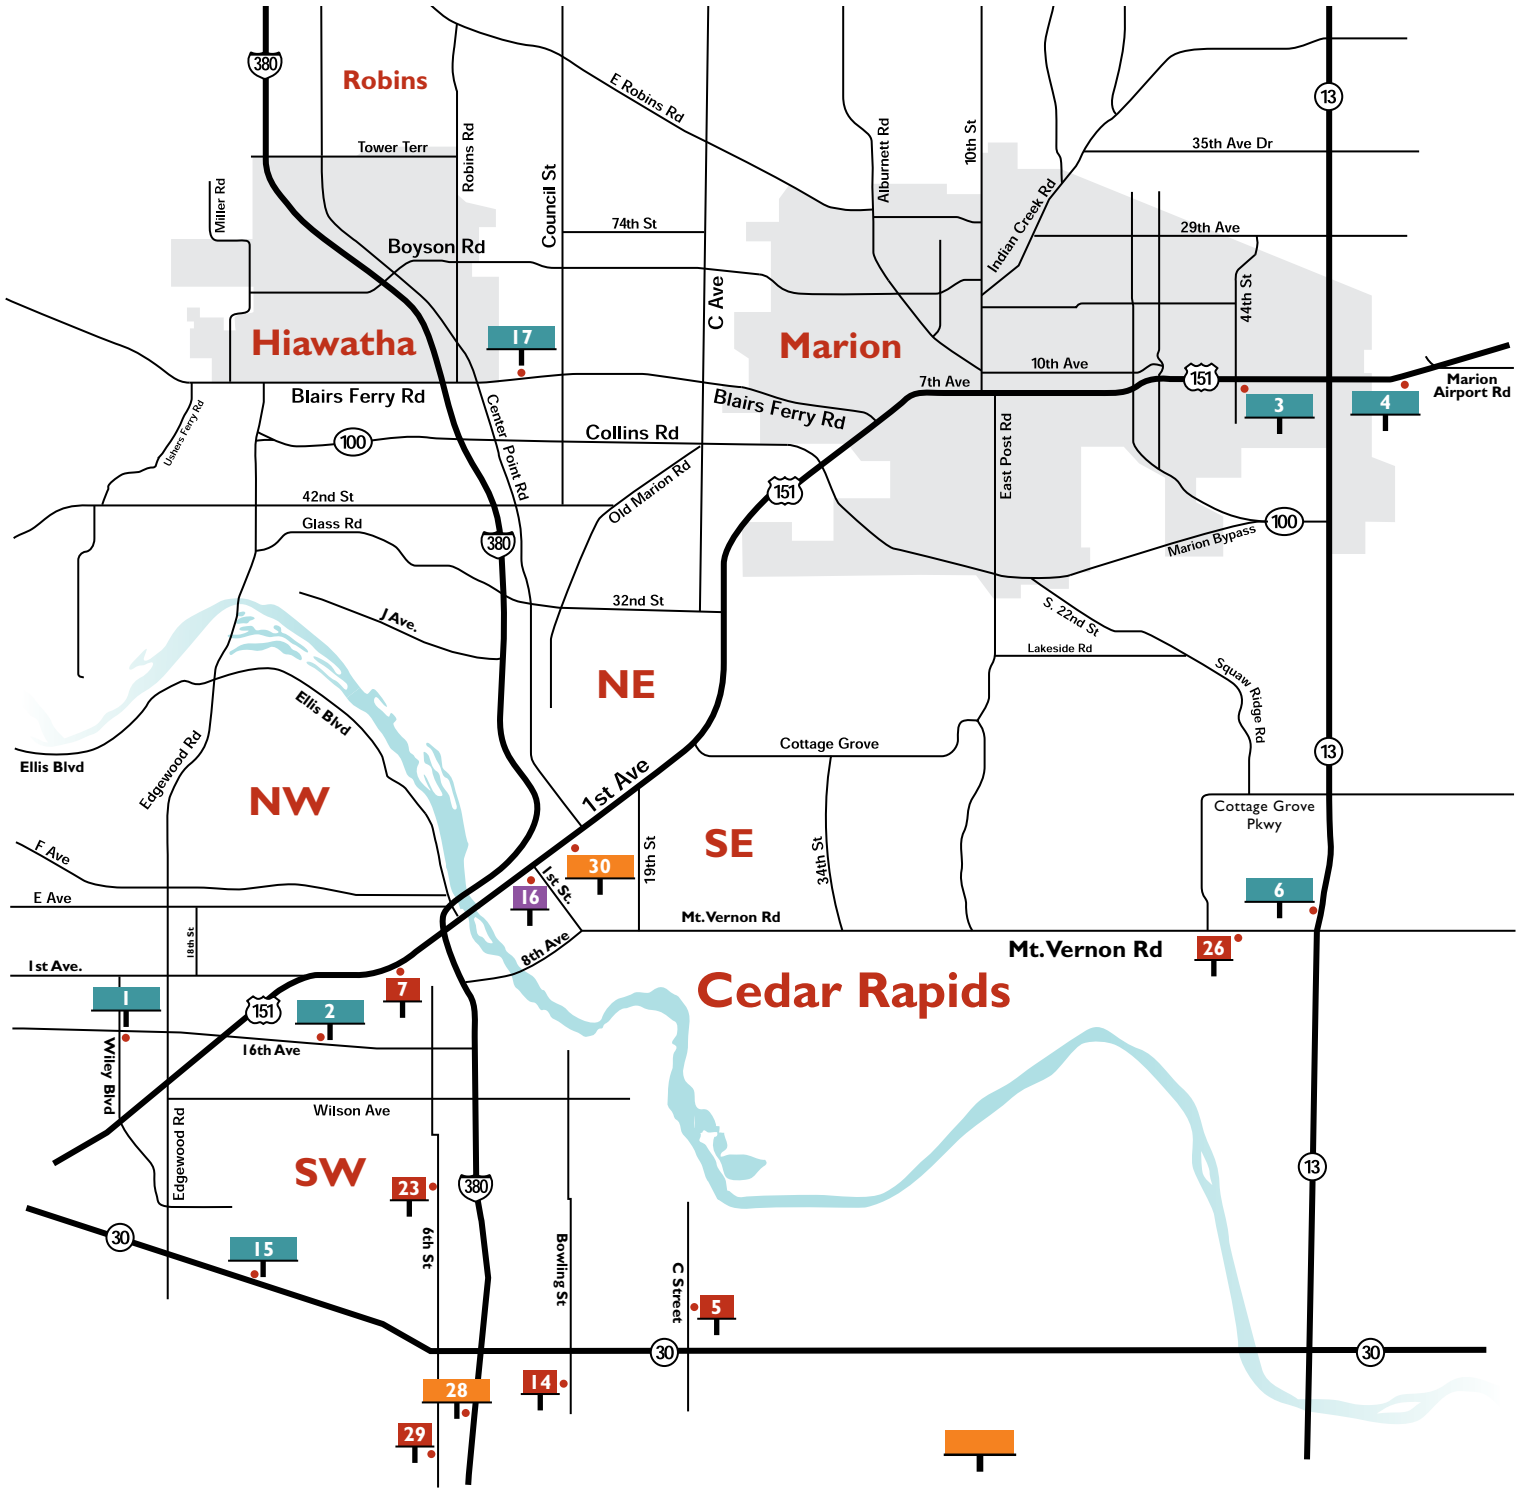 380
Robins
E Robins Rd
13
Tower Terr
Robins Rd
Alburnett Rd
10th St
35th Ave Dr
Miller Rd
Council St
74th St
Boyson Rd
Indian Creek Rd
29th Ave
C Ave
44th St
Hiawatha
17
Marion
10th Ave
7th Ave
151
Marion
Airport Rd
Blairs Ferry Rd
Blairs Ferry Rd
3
4
Ushers Ferry Rd
Center Point Rd
100
Collins Rd
East Post Rd
Old Marion Rd
151
42nd St
Glass Rd
380
100
Marion Bypass
J Ave.
32nd St
S. 22nd St
Lakeside Rd
NE
Squaw Ridge Rd
Ellis Blvd
Ellis Blvd
Edgewood Rd
Cottage Grove
13
NW
1st Ave
Cottage Grove
Pkwy
SE
F Ave
34th St
19th St
30
1st St.
16
6
E Ave
Mt. Vernon Rd
18th St
8th Ave
Mt. Vernon Rd
26
1st Ave.
7
Cedar Rapids
1
151
2
16th Ave
Wiley Blvd
Wilson Ave
Edgewood Rd
SW
23
380
13
30
15
6th St
Bowling St
C Street
5
30
30
28
14
29